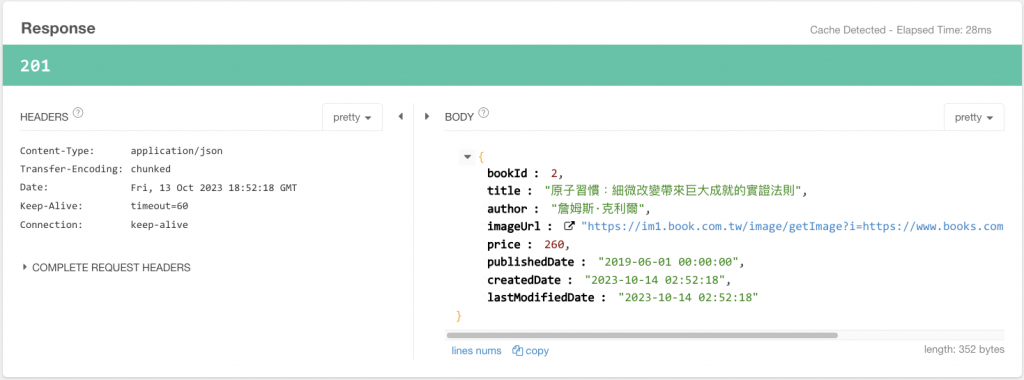 Response
Cache Detected - Elapsed Time: 28ms
201
HEADERS ?
pretty
Content-Type: application/json
Transfer-Encoding: chunked
Date: Fri, 13 Oct 2023 18:52:18 GMT
Keep-Alive: timeout=60
Connection: keep-alive
COMPLETE REQUEST HEADERS
BODY ?
pretty
{
bookId : 2,
title : "原子習慣：細微改變帶來巨大成就的實證法則",
author : "詹姆斯·克利爾",
imageUrl : "https://im1.book.com.tw/image/getImage?i=https://www.books.com
price : 260,
publishedDate : "2019-06-01 00:00:00",
createdDate : "2023-10-14 02:52:18",
lastModifiedDate : "2023-10-14 02:52:18"
}
lines nums copy
length: 352 bytes